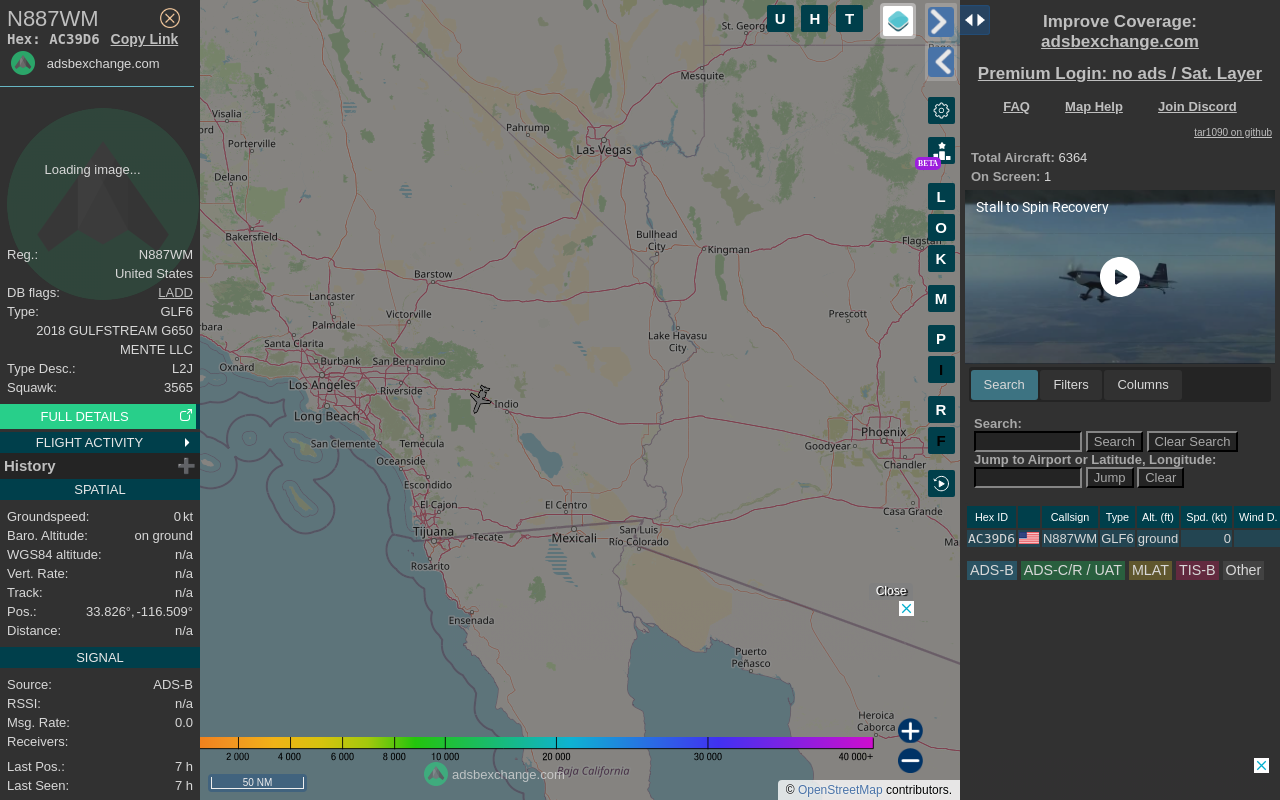 N887WM
Hex: AC39D6 Copy Link
adsbexchange.com
Loading image...
Reg.: N887WM
United States
DB flags: LADD
Type: GLF6
2018 GULFSTREAM G650
MENTE LLC
Type Desc.: L2J
Squawk: 3565
FULL DETAILS
FLIGHT ACTIVITY
History
SPATIAL
Groundspeed: 0 kt
Baro. Altitude: on ground
WGS84 altitude: n/a
Vert. Rate: n/a
Track: n/a
Pos.: 33.826°, -116.509°
Distance: n/a
SIGNAL
Source: ADS-B
RSSI: n/a
Msg. Rate: 0.0
Receivers:
Last Pos.: 7 h
Last Seen: 7 h
U H T
St. George
Mesquite
Visalia
Porterville
Delano
Pahrump
Las Vegas
BETA
L
O
K
M
P
I
R
F
Bakersfield
Bullhead
City
Kingman
Barstow
Lancaster
Palmdale
Victorville
Prescott
Lake Havasu
City
Santa Clarita
Oxnard
Burbank San Bernardino
Los Angeles
Riverside
Indio
Long Beach
San Clemente Temecula
Oceanside
Escondido
El Cajon
Tijuana
Tecate
Rosarito
El Centro
Mexicali
San Luis
Río Colorado
Phoenix
Goodyear
Chandler
Casa Grande
Ensenada
Close
Puerto
Peñasco
Heroica
Caborca
2 000 4 000 6 000 8 000 10 000 20 000 30 000 40 000+
adsbexchange.com
Baja California
50 NM
© OpenStreetMap contributors.
Improve Coverage:
adsbexchange.com
Premium Login: no ads / Sat. Layer
FAQ Map Help Join Discord
tar1090 on github
Total Aircraft: 6364
On Screen: 1
Stall to Spin Recovery
Search Filters Columns
Search:
Search Clear Search
Jump to Airport or Latitude, Longitude:
Jump Clear
Hex ID Callsign Type Alt. (ft) Spd. (kt) Wind D.
AC39D6 N887WM GLF6 ground 0
ADS-B ADS-C/R / UAT MLAT TIS-B Other